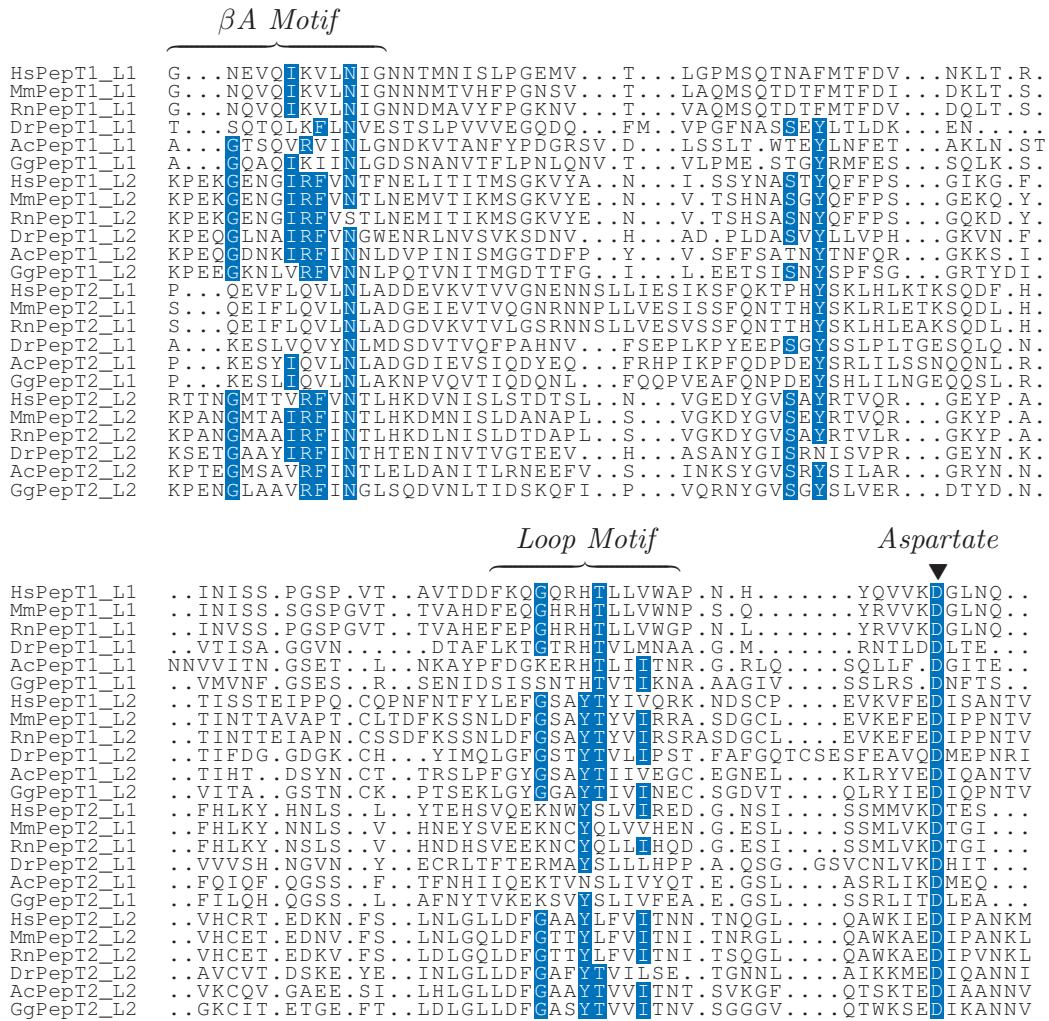 βA Motif
HsPepT1_L1 G...NEVQIKVLNIGNNTMNISLPGEMV...T...LGPMSQTNAFMTFDV...NKLT.R.
MmPepT1_L1 G...NQVQIKVLNIGNNNMTVHFPGNSV...T...LAQMSQTDTFMTFDI...DKLT.S.
RnPepT1_L1 G...NQVQIKVLNIGNNDMAVYFPGKNV...T...VAQMSQTDTFMTFDV...DQLT.S.
DrPepT1_L1 T...SQTQLKFLNVESTSLPVVVEGQDQ...FM..VPGFNASSEYLTLDK...EN.....
AcPepT1_L1 A...GTSQVRVINLGNDKVTANFYPDGRSV.D...LSSLT.WTEYLNFET...AKLN.ST
GgPepT1_L1 A...GQAQIKIINLGDSNANVTFLPNLQNV.T...VLPME.STGYRMFES...SQLK.S.
HsPepT1_L2 KPEKGENGIRFVNTFNELITITMSGKVYA..N...I.SSYNASTYQFFPS...GIKG.F.
MmPepT1_L2 KPEKGENGIRFVNTLNEMVTIKMSGKVYE..N...V.TSHNASGYQFFPS...GEKQ.Y.
RnPepT1_L2 KPEKGENGIRFVSTLNEMITIKMSGKVYE..N...V.TSHSASNYQFFPS...GQKD.Y.
DrPepT1_L2 KPEQGLNAIRFVNGWENRLNVSVKSDNV...H...AD.PLDASVYLLVPH...GKVN.F.
AcPepT1_L2 KPEQGDNKIRFINNLDVPINISMGGTDFP..Y...V.SFFSATNYTNFQR...GKKS.I.
GgPepT1_L2 KPEEGKNLVRFVNNLPQTVNITMGDTTFG..I...L.EETSISNYSPFSG...GRTYDI.
HsPepT2_L1 P...QEVFLQVLNLADDEVKVTVVGNENNSLLIESIKSFQKTPHYSKLHLKTKSQDF.H.
MmPepT2_L1 S...QEIFLQVLNLADGEIEVTVQGNRNNPLLVESISSFQNTTHYSKLRLETKSQDL.H.
RnPepT2_L1 S...QEIFLQVLNLADGDVKVTVLGSRNNSLLVESVSSFQNTTHYSKLHLEAKSQDL.H.
DrPepT2_L1 A...KESLVQVYNLMDSDVTVQFPAHNV...FSEPLKPYEEPSGYSSLPLTGESQLQ.N.
AcPepT2_L1 P...KESYIQVLNLADGDIEVSIQDYEQ...FRHPIKPFQDPDEYSRLILSSNQQNL.R.
GgPepT2_L1 P...KESLIQVLNLAKNPVQVTIQDQNL...FQQPVEAFQNPDEYSHLILNGEQQSL.R.
HsPepT2_L2 RTTNGMTTVRFVNTLHKDVNISLSTDTSL..N...VGEDYGVSAYRTVQR...GEYP.A.
MmPepT2_L2 KPANGMTAIRFINTLHKDMNISLDANAPL..S...VGKDYGVSEYRTVQR...GKYP.A.
RnPepT2_L2 KPANGMAAIRFINTLHKDLNISLDTDAPL..S...VGKDYGVSAYRTVLR...GKYP.A.
DrPepT2_L2 KSETGAAYIRFINTHTENINVTVGTEEV...H...ASANYGISRNISVPR...GEYN.K.
AcPepT2_L2 KPTEGMSAVRFINTLELDANITLRNEEFV..S...INKSYGVSRYSILAR...GRYN.N.
GgPepT2_L2 KPENGLAAVRFINGLSQDVNLTIDSKQFI..P...VQRNYGVSGYSLVER...DTYD.N.
Loop Motif Aspartate
HsPepT1_L1 ..INISS.PGSP.VT..AVTDDFKQGQRHTLLVWAP.N.H......YQVVKDGLNQ..
MmPepT1_L1 ..INISS.SGSPGVT..TVAHDFEQGHRHTLLVWNP.S.Q......YRVVKDGLNQ..
RnPepT1_L1 ..INVSS.PGSPGVT..TVAHEFEPGHRHTLLVWGP.N.L......YRVVKDGLNQ..
DrPepT1_L1 ..VTISA.GGVN.....DTAFLKTGTRHTVLMNAA.G.M......RNTLDDLTE...
AcPepT1_L1 NNVVITN.GSET..L..NKAYPFDGKERHTLIITNR.G.RLQ....SQLLF.DGITE..
GgPepT1_L1 ..VMVNF.GSES..R..SENIDSISSNTHTVTIKNA.AAGIV....SSLRS.DNFTS..
HsPepT1_L2 ..TISSTEIPPQ.CQPNFNTFYLEFGSAYTYIVQRK.NDSCP....EVKVFEDISANTV
MmPepT1_L2 ..TINTTAVAPT.CLTDFKSSNLDFGSAYTYVIRRA.SDGCL....EVKEFEDIPPNTV
RnPepT1_L2 ..TINTTEIAPN.CSSDFKSSNLDFGSAYTYVIRSRASDGCL....EVKEFEDIPPNTV
DrPepT1_L2 ..TIFDG.GDGK.CH...YIMQLGFGSTYTVLIPST.FAFGQTCSESFEAVQDMEPNRI
AcPepT1_L2 ..TIHT..DSYN.CT..TRSLPFGYGSAYTIIVEGC.EGNEL....KLRYVEDIQANTV
GgPepT1_L2 ..VITA..GSTN.CK..PTSEKLGYGGAYTIVINEC.SGDVT....QLRYIEDIQPNTV
HsPepT2_L1 ..FHLKY.HNLS..L..YTEHSVQEKNWYSLVIRED.G.NSI....SSMMVKDTES...
MmPepT2_L1 ..FHLKY.NNLS..V..HNEYSVEEKNCYQLVVHEN.G.ESL....SSMLVKDTGI...
RnPepT2_L1 ..FHLKY.NSLS..V..HNDHSVEEKNCYQLLIHQD.G.ESI....SSMLVKDTGI...
DrPepT2_L1 ..VVVSH.NGVN..Y..ECRLTFTERMAYSLLLHPP.A.QSG..GSVCNLVKDHIT...
AcPepT2_L1 ..FQIQF.QGSS..F..TFNHIIQEKTVNSLIVYQT.E.GSL....ASRLIKDMEQ...
GgPepT2_L1 ..FILQH.QGSS..L..AFNYTVKEKSVYSLIVFEA.E.GSL....SSRLITDLEA...
HsPepT2_L2 ..VHCRT.EDKN.FS..LNLGLLDFGAAYLFVITNN.TNQGL....QAWKIEDIPANKM
MmPepT2_L2 ..VHCET.EDNV.FS..LNLGQLDFGTTYLFVITNI.TNRGL....QAWKAEDIPANKL
RnPepT2_L2 ..VHCET.EDKV.FS..LDLGQLDFGTTYLFVITNI.TSQGL....QAWKAEDIPVNKL
DrPepT2_L2 ..AVCVT.DSKE.YE..INLGLLDFGAFYTVILSE..TGNNL....AIKKMEDIQANNI
AcPepT2_L2 ..VKCQV.GAEE.SI..LHLGLLDFGAAYTVVITNT.SVKGF....QTSKTEDIAANNV
GgPepT2_L2 ..GKCIT.ETGE.FT..LDLGLLDFGASYTVVITNV.SGGGV....QTWKSEDIAANNV